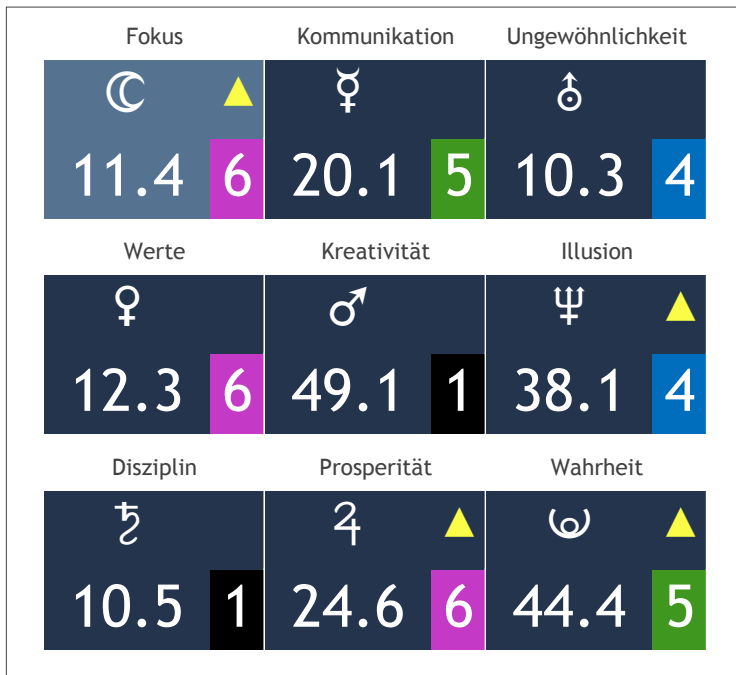 Fokus Kommunikation Ungewöhnlichkeit
☾ ▲ ☿ ⛢
11.4 6 20.1 5 10.3 4
Werte Kreativität Illusion
♀ ♂ ♆ ▲
12.3 6 49.1 1 38.1 4
Disziplin Prosperität Wahrheit
♄ ♃ ▲ ♇ ▲
10.5 1 24.6 6 44.4 5